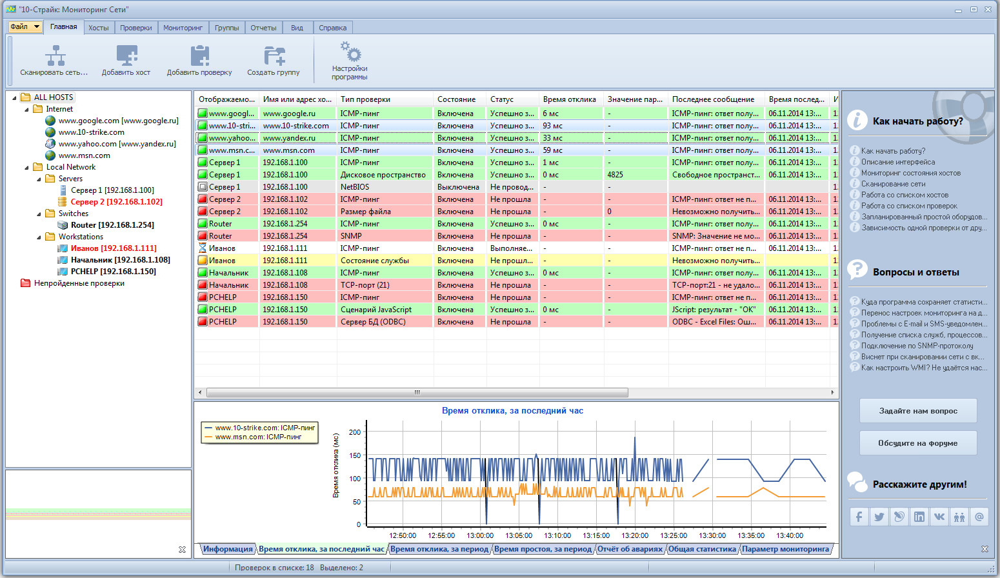 "10-Страйк: Мониторинг Сети"
Файл Главная Хосты Проверки Мониторинг Группы Отчеты Вид Справка
Сканировать сеть... Добавить хост Добавить проверку Создать группу Настройки программы
ALL HOSTS
Internet
www.google.com [www.google.ru]
www.10-strike.com
www.yahoo.com [www.yandex.ru]
www.msn.com
Local Network
Servers
Сервер 1 [192.168.1.100]
Сервер 2 [192.168.1.102]
Switches
Router [192.168.1.254]
Workstations
Иванов [192.168.1.111]
Начальник [192.168.1.108]
PCHELP [192.168.1.150]
Непройденные проверки
Отображаемо... Имя или адрес хо... Тип проверки Состояние Статус Время отклика Значение пар... Последнее сообщение Время послед... И
www.googl... www.google.ru ICMP-пинг Включена Успешно з... 6 мс - ICMP-пинг: ответ полу... 06.11.2014 13:... 1.
www.10-stri... www.10-strike.com ICMP-пинг Включена Успешно з... 93 мс - ICMP-пинг: ответ полу... 06.11.2014 13:... 1.
www.yahoo... www.yandex.ru ICMP-пинг Включена Успешно з... 33 мс - ICMP-пинг: ответ полу... 06.11.2014 13:... 1.
www.msn.c... www.msn.com ICMP-пинг Включена Успешно з... 59 мс - ICMP-пинг: ответ полу... 06.11.2014 13:... 1.
Сервер 1 192.168.1.100 ICMP-пинг Включена Успешно з... 1 мс - ICMP-пинг: ответ полу... 06.11.2014 13:... 1.
Сервер 1 192.168.1.100 Дисковое пространство Включена Успешно з... 0 мс 4825 Свободное пространст... 06.11.2014 13:... 1.
Сервер 1 192.168.1.100 NetBIOS Выключена Не провод... - - 1.
Сервер 2 192.168.1.102 ICMP-пинг Включена Не прошла - - ICMP-пинг: ответ не п... 06.11.2014 13:... 1.
Сервер 2 192.168.1.102 Размер файла Включена Не прошла - 0 Невозможно получить... 06.11.2014 13:... 1.
Router 192.168.1.254 ICMP-пинг Включена Успешно з... 0 мс - ICMP-пинг: ответ полу... 06.11.2014 13:... 1.
Router 192.168.1.254 SNMP Включена Не прошла - - SNMP: Значение не мо... 06.11.2014 13:... 1.
Иванов 192.168.1.111 ICMP-пинг Включена Выполняе... - - ICMP-пинг: ответ не п... 06.11.2014 13:... 1.
Иванов 192.168.1.111 Состояние службы Включена Не прошл... - - Невозможно получить... 1.
Начальник 192.168.1.108 ICMP-пинг Включена Успешно з... 0 мс - ICMP-пинг: ответ полу... 06.11.2014 13:... 1.
Начальник 192.168.1.108 TCP-порт (21) Включена Не прошла - - TCP-порт:21 - не удало... 06.11.2014 13:... 1.
PCHELP 192.168.1.150 ICMP-пинг Включена Не прошла - - ICMP-пинг: ответ не п... 06.11.2014 13:... 1.
PCHELP 192.168.1.150 Сценарий JavaScript Включена Успешно з... 0 мс - JScript: результат - "OK" 06.11.2014 13:... 1.
PCHELP 192.168.1.150 Сервер БД (ODBC) Включена Не прошла - - ODBC - Excel Files: Ош... 06.11.2014 13:... 1.
Время отклика, за последний час
www.10-strike.com: ICMP-пинг
www.msn.com: ICMP-пинг
Время отклика (мс)
200
150
100
50
0
12:50:00 12:55:00 13:00:00 13:05:00 13:10:00 13:15:00 13:20:00 13:25:00 13:30:00 13:35:00 13:40:00
Информация Время отклика, за последний час Время отклика, за период Время простоя, за период Отчёт об авариях Общая статистика Параметр мониторинга
Как начать работу?
Как начать работу?
Описание интерфейса
Мониторинг состояния хостов
Сканирование сети
Работа со списком хостов
Работа со списком проверок
Запланированный простой оборудов...
Зависимость одной проверки от дру...
Вопросы и ответы
Куда программа сохраняет статисти...
Перенос настроек мониторинга на д...
Проблемы с E-mail и SMS-уведомлен...
Получение списка служб, процессов...
Подключение по SNMP-протоколу
Виснет при сканировании сети с вк...
Как настроить WMI? Не удаётся нас...
Задайте нам вопрос
Обсудите на форуме
Расскажите другим!
Проверок в списке: 18 Выделено: 2